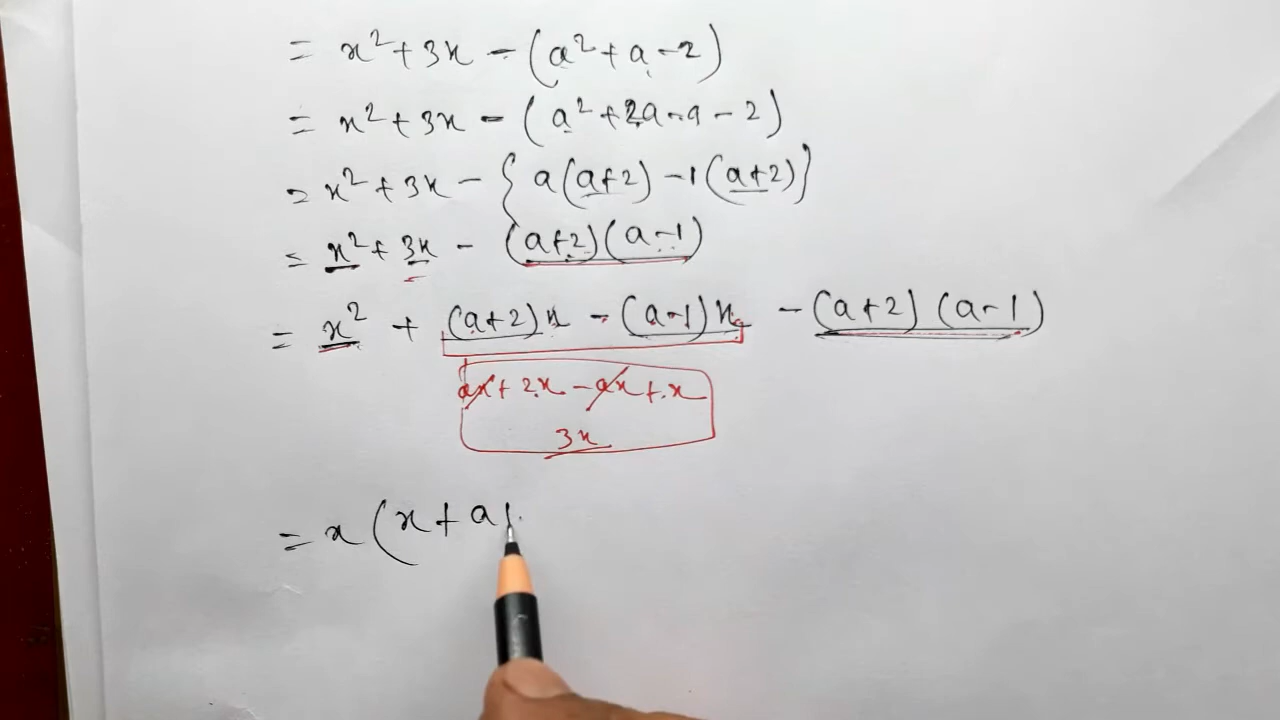 = x² + 3x - (a² + a - 2)
= x² + 3x - (a² + 2a - a - 2)
= x² + 3x - { a(a+2) - 1(a+2)}
= x² + 3x - (a+2)(a-1)
= x² + (a+2)x - (a-1)x - (a+2)(a-1)
ax + 2x - ax + x
3x
= x(x + a